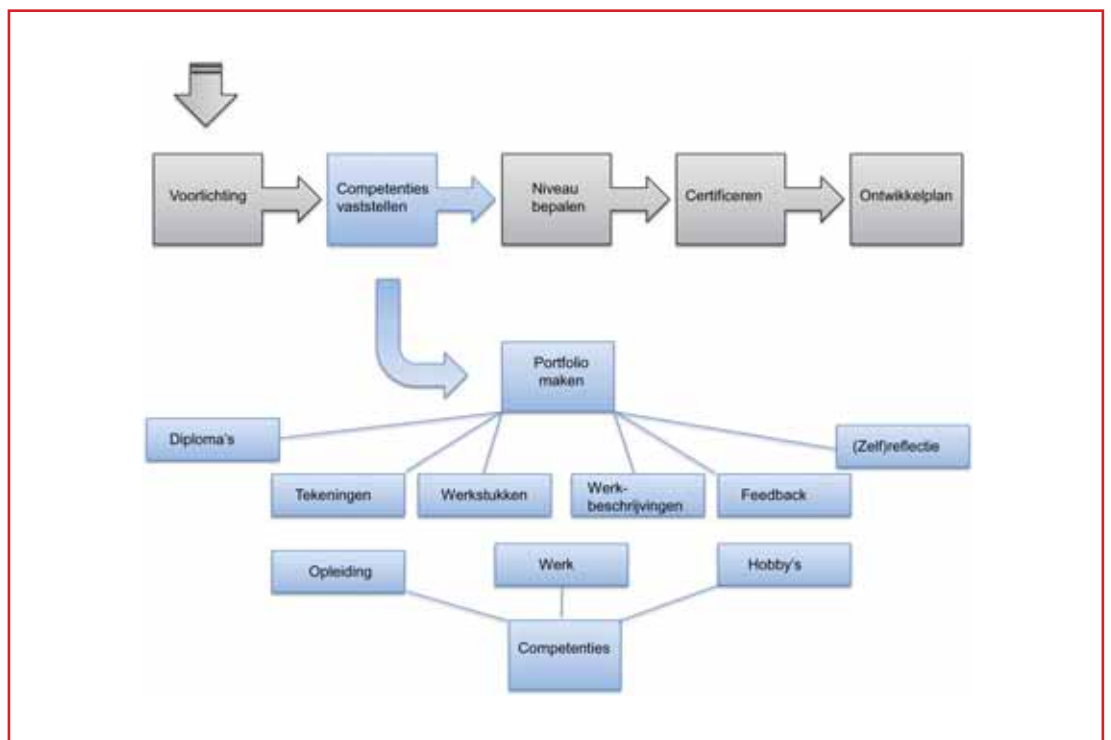 Voorlichting
Competenties
vaststellen
Niveau
bepalen
Certificeren
Ontwikkelplan
Portfolio
maken
Diploma's
(Zelf)reflectie
Tekeningen
Werkstukken
Werk-
beschrijvingen
Feedback
Opleiding
Werk
Hobby's
Competenties